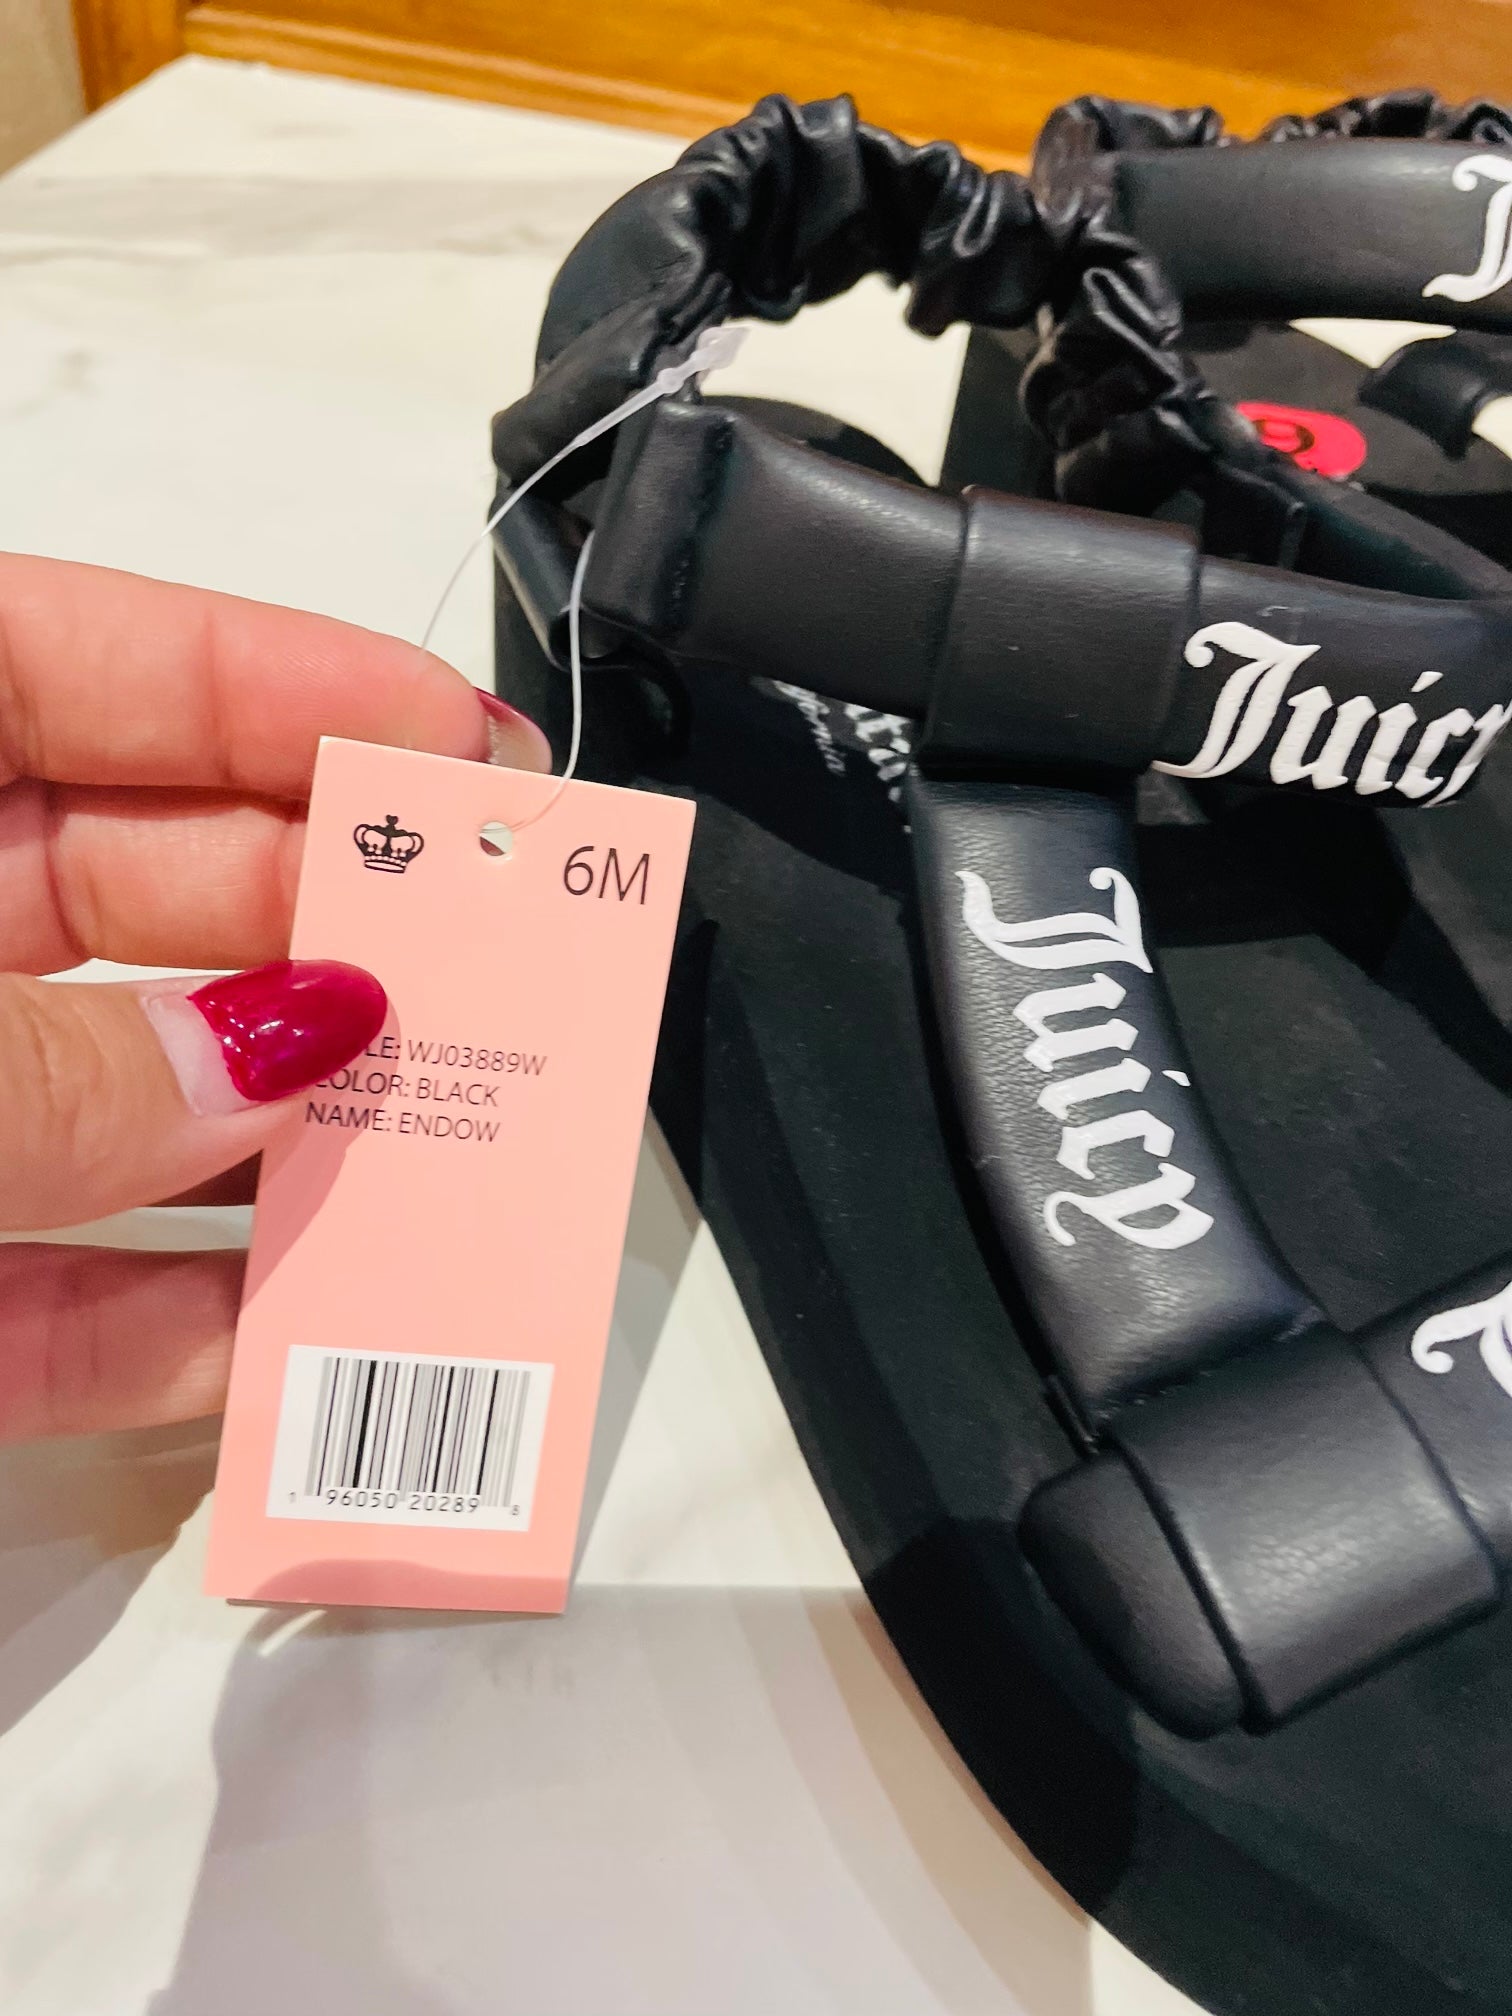 6M
LE: WJ03889W
COLOR: BLACK
NAME: ENDOW
1 96050 20289 8
Juicy
Juicy